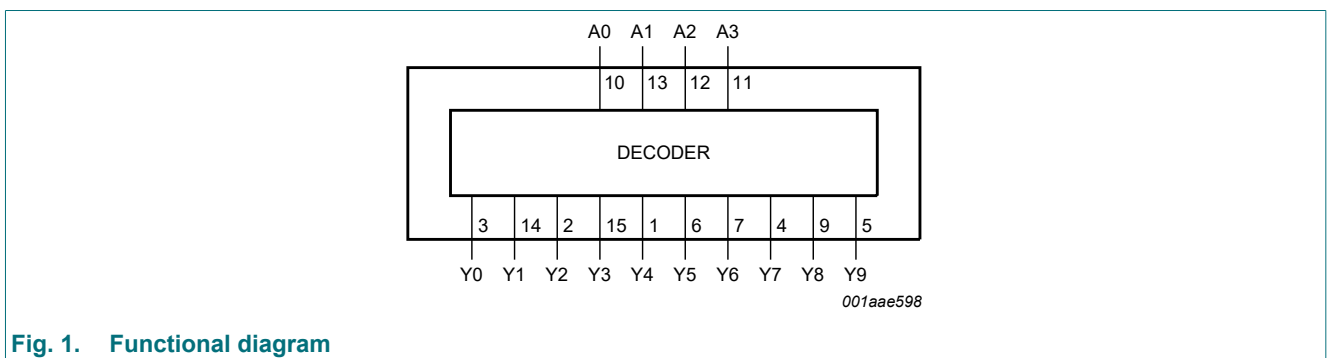 A0 A1 A2 A3
10 13 12 11
DECODER
3 14 2 15 1 6 7 4 9 5
Y0 Y1 Y2 Y3 Y4 Y5 Y6 Y7 Y8 Y9
001aae598
Fig. 1. Functional diagram